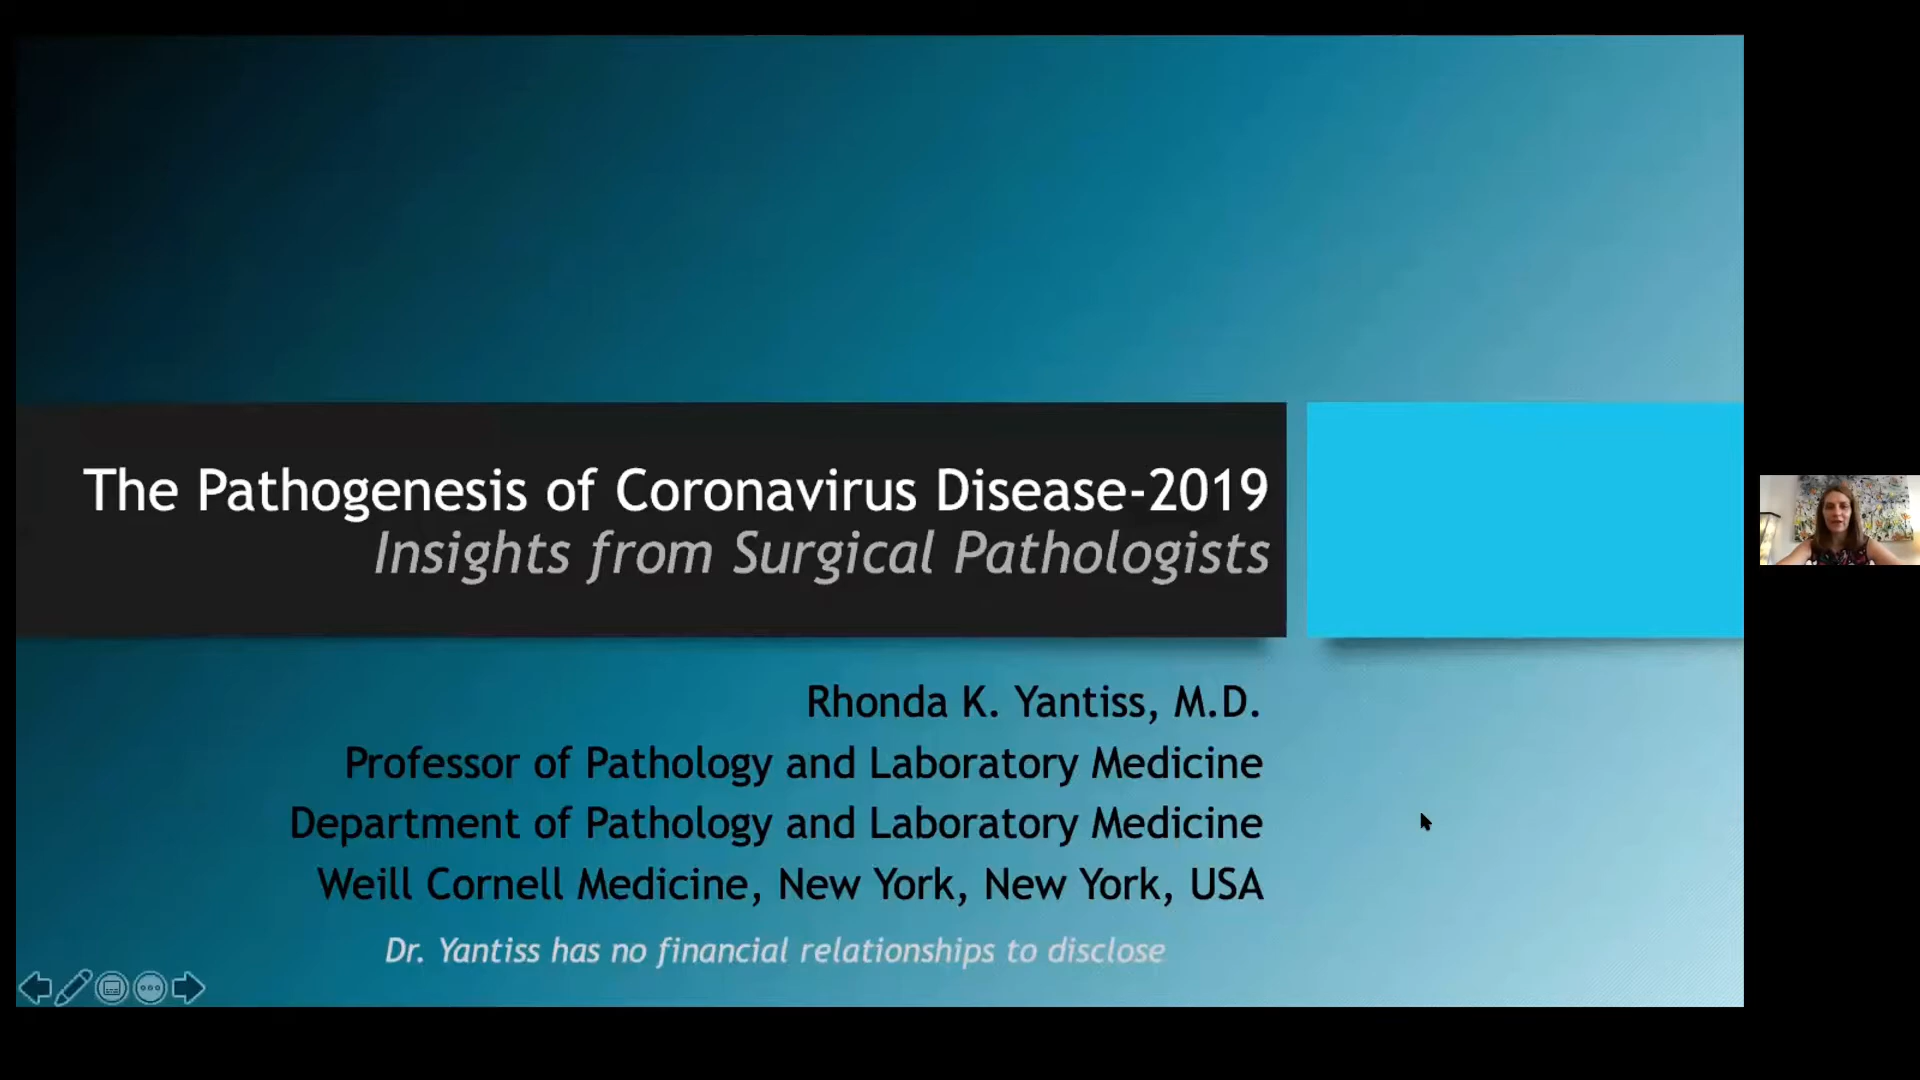 The Pathogenesis of Coronavirus Disease-2019
Insights from Surgical Pathologists
Rhonda K. Yantiss, M.D.
Professor of Pathology and Laboratory Medicine
Department of Pathology and Laboratory Medicine
Weill Cornell Medicine, New York, New York, USA
Dr. Yantiss has no financial relationships to disclose